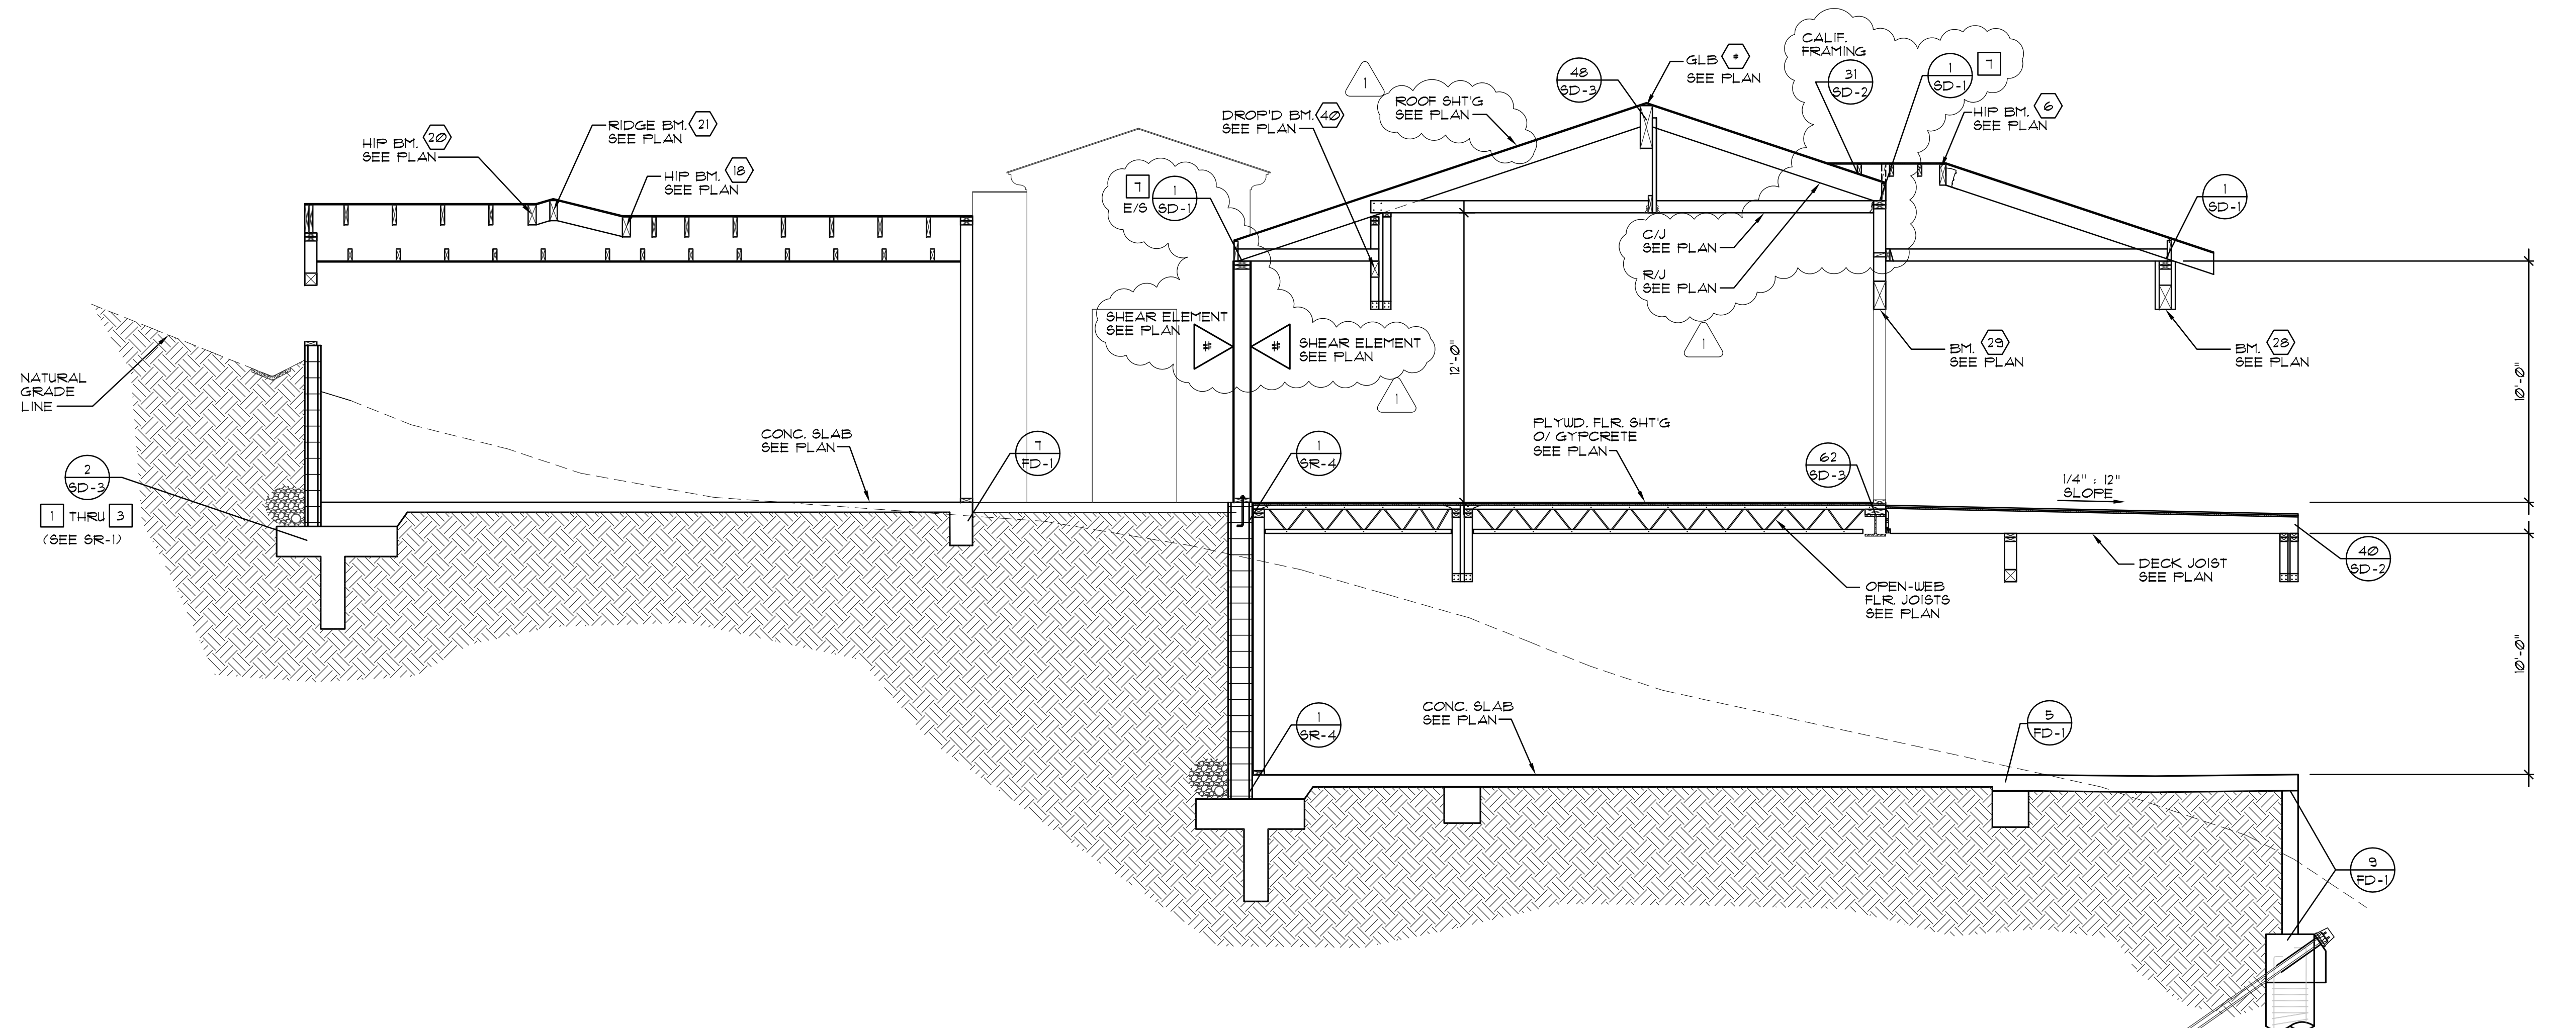 CALIF.
FRAMING
31
SD-2
1
SD-1
7
GLB #
SEE PLAN
48
SD-3
1
ROOF SHT'G
SEE PLAN
DROP'D BM. 40
SEE PLAN
HIP BM. 6
SEE PLAN
RIDGE BM. 21
SEE PLAN
HIP BM. 20
SEE PLAN
HIP BM. 18
SEE PLAN
7
E/S
1
SD-1
1
SD-1
C/J
SEE PLAN
R/J
SEE PLAN
1
SHEAR ELEMENT
SEE PLAN
#
#
SHEAR ELEMENT
SEE PLAN
1
12'-0"
BM. 29
SEE PLAN
BM. 28
SEE PLAN
10'-0"
NATURAL
GRADE
LINE
CONC. SLAB
SEE PLAN
7
FD-1
1
SR-4
PLYWD. FLR. SHT'G
O/ GYPCRETE
SEE PLAN
62
SD-3
1/4" : 12"
SLOPE
2
SD-3
1 THRU 3
(SEE SR-1)
DECK JOIST
SEE PLAN
40
SD-2
OPEN-WEB
FLR. JOISTS
SEE PLAN
10'-0"
CONC. SLAB
SEE PLAN
1
SR-4
5
FD-1
9
FD-1